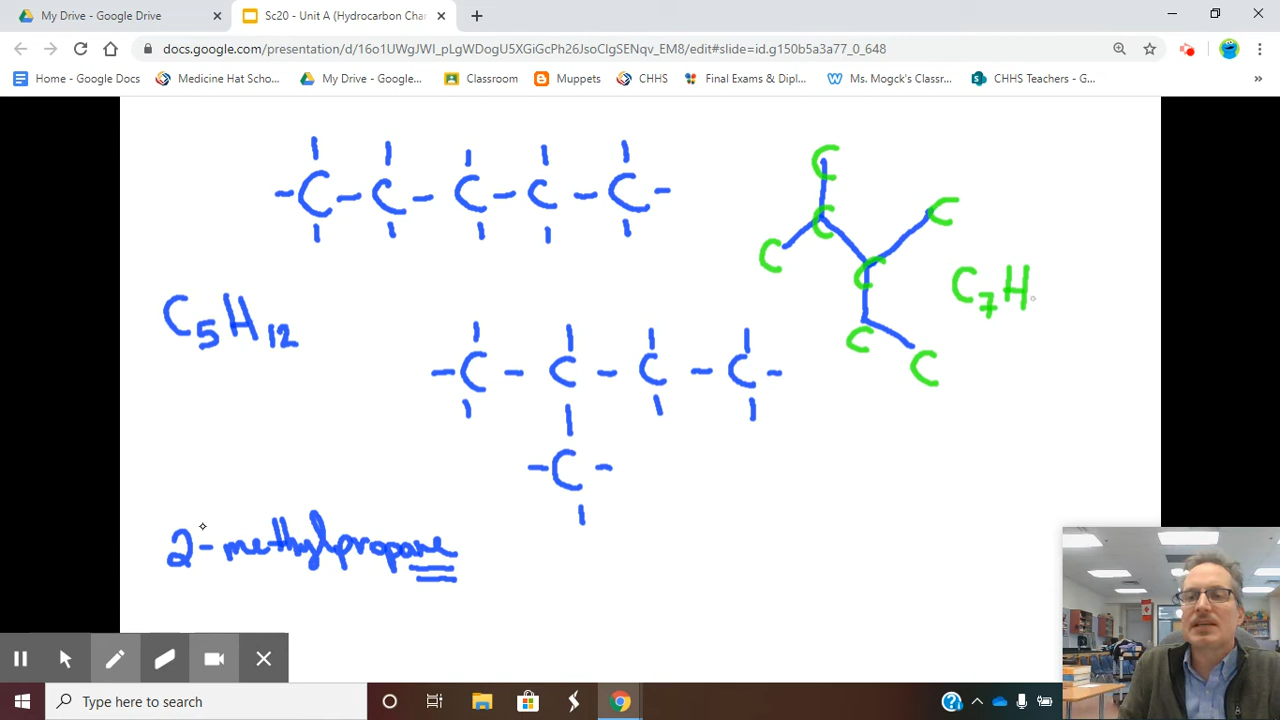 My Drive - Google Drive
Sc20 - Unit A (Hydrocarbon Char
docs.google.com/presentation/d/16o1UWgJWI_pLGWDogU5XGiGcPh26JsoClgSENqv_EM8/edit#slide=id.g150b5a3a77_0_648
Home - Google Docs
Medicine Hat Scho...
My Drive - Google...
Classroom
Muppets
CHHS
Final Exams & Dipl...
Ms. Mogick's Classr...
CHHS Teachers - G...
»
- C - C - C - C - C -
C
C
C
C
C
C
C
C7H
C5H12
- C - C - C - C -
- C -
2-methylpropane
Type here to search